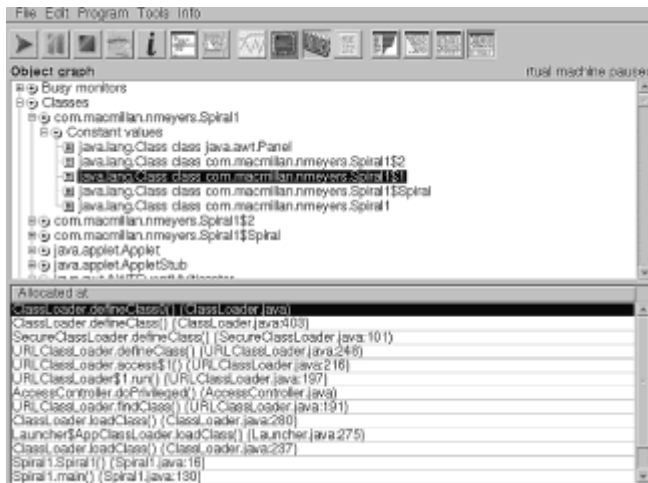 File Edit Program Tools Info
Object graph
rtual machine pause
Busy monitors
Classes
com.macmillan.nmeyers.Spiral1
Constant values
java.lang.Class class java.awt.Panel
java.lang.Class class com.macmillan.nmeyers.Spiral1$2
java.lang.Class class com.macmillan.nmeyers.Spiral1$1
java.lang.Class class com.macmillan.nmeyers.Spiral1$Spiral
java.lang.Class class com.macmillan.nmeyers.Spiral1
com.macmillan.nmeyers.Spiral1$2
com.macmillan.nmeyers.Spiral1$Spiral
java.applet.Applet
java.applet.AppletStub
Allocated at
ClassLoader.defineClass0() (ClassLoader.java)
ClassLoader.defineClass() (ClassLoader.java:403)
SecureClassLoader.defineClass() (SecureClassLoader.java:101)
URLClassLoader.defineClass() (URLClassLoader.java:248)
URLClassLoader.access$1() (URLClassLoader.java:216)
URLClassLoader$1.run() (URLClassLoader.java:197)
AccessController.doPrivileged() (AccessController.java)
URLClassLoader.findClass() (URLClassLoader.java:191)
ClassLoader.loadClass() (ClassLoader.java:280)
Launcher$AppClassLoader.loadClass() (Launcher.java:275)
ClassLoader.loadClass() (ClassLoader.java:237)
Spiral1.Spiral1() (Spiral1.java:16)
Spiral1.main() (Spiral1.java:130)